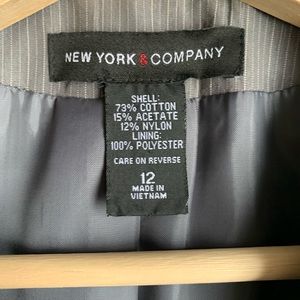 NEW YORK & COMPANY
SHELL:
73% COTTON
15% ACETATE
12% NYLON
LINING:
100% POLYESTER
CARE ON REVERSE
12
MADE IN
VIETNAM